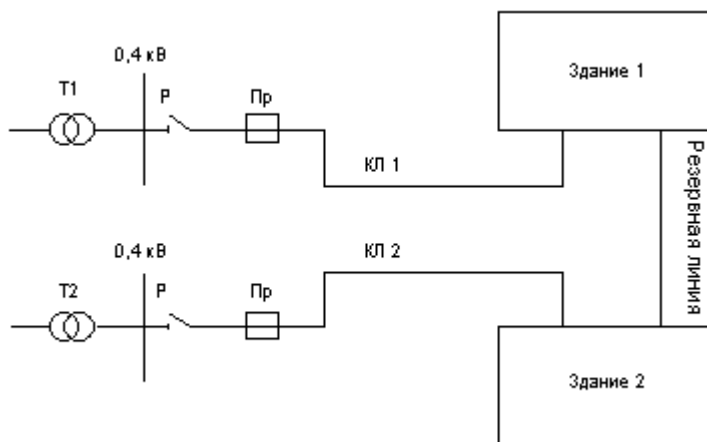 0,4 кВ
Т1
Р
Пр
Здание 1
КЛ 1
Резервная линия
0,4 кВ
КЛ 2
Т2
Р
Пр
Здание 2